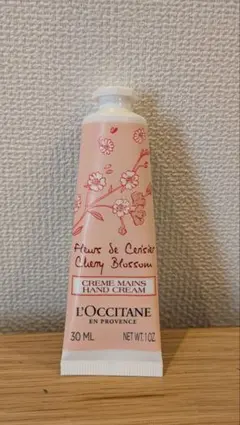 Fleurs de Cerisier
Cherry Blossom
CRÈME MAINS
HAND CREAM
L'OCCITANE
EN PROVENCE
30 ML NET WT. 1 OZ